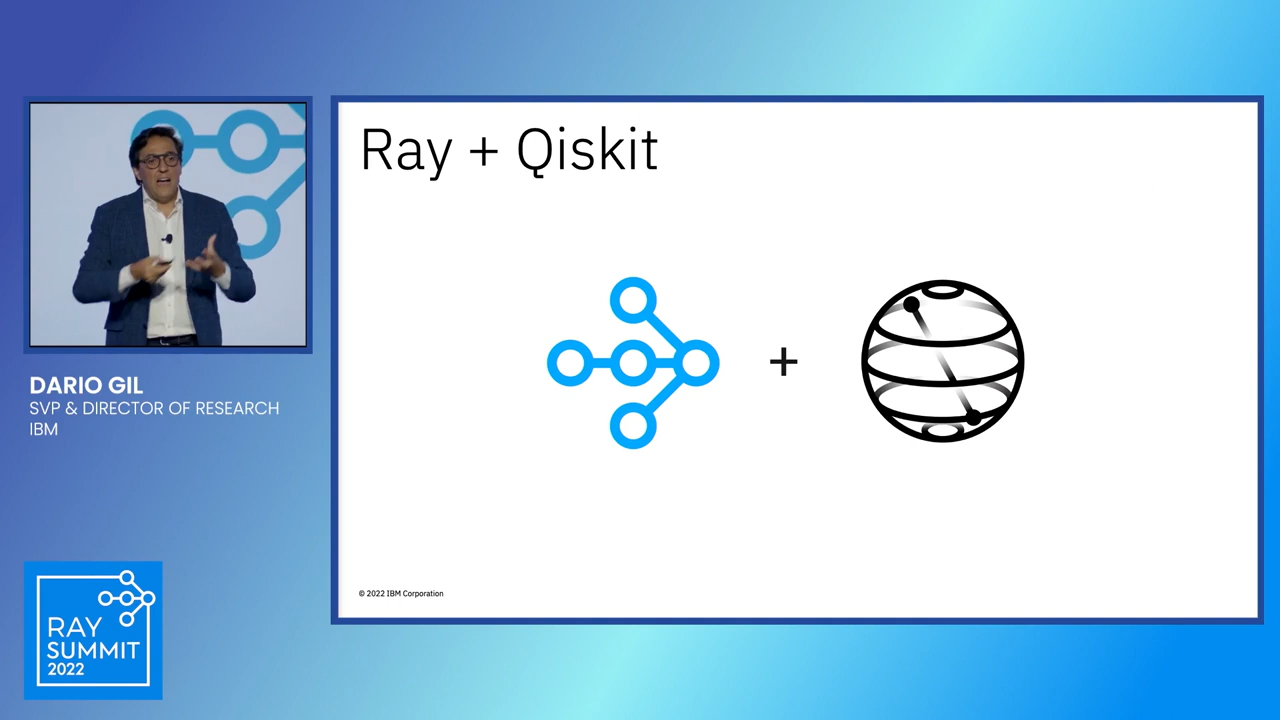 Ray + Qiskit
+
© 2022 IBM Corporation
DARIO GIL
SVP & DIRECTOR OF RESEARCH
IBM
RAY
SUMMIT
2022